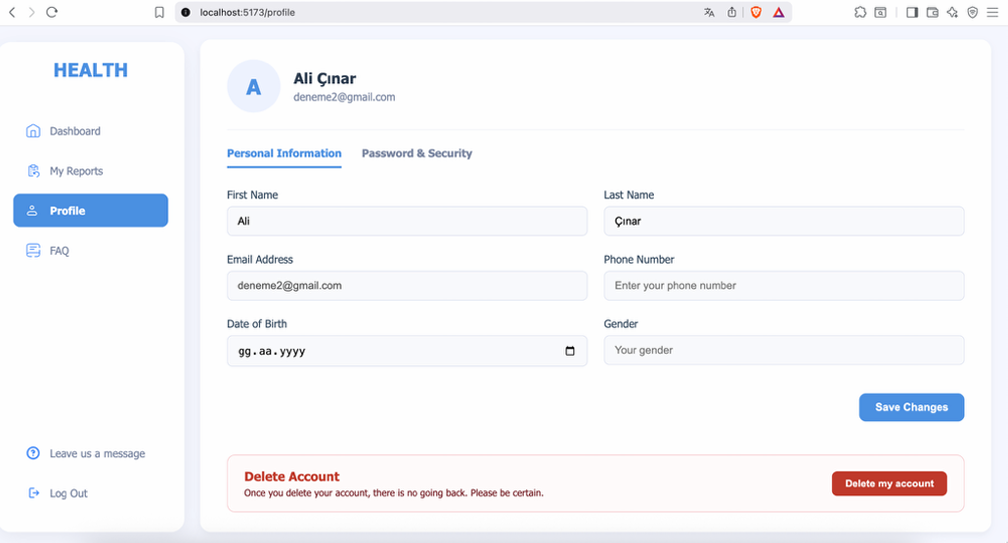 localhost:5173/profile
HEALTH
Dashboard
My Reports
Profile
FAQ
Leave us a message
Log Out
A
Ali Çınar
deneme2@gmail.com
Personal Information Password & Security
First Name Last Name
Ali Çınar
Email Address Phone Number
deneme2@gmail.com Enter your phone number
Date of Birth Gender
gg.aa.yyyy Your gender
Save Changes
Delete Account
Once you delete your account, there is no going back. Please be certain.
Delete my account